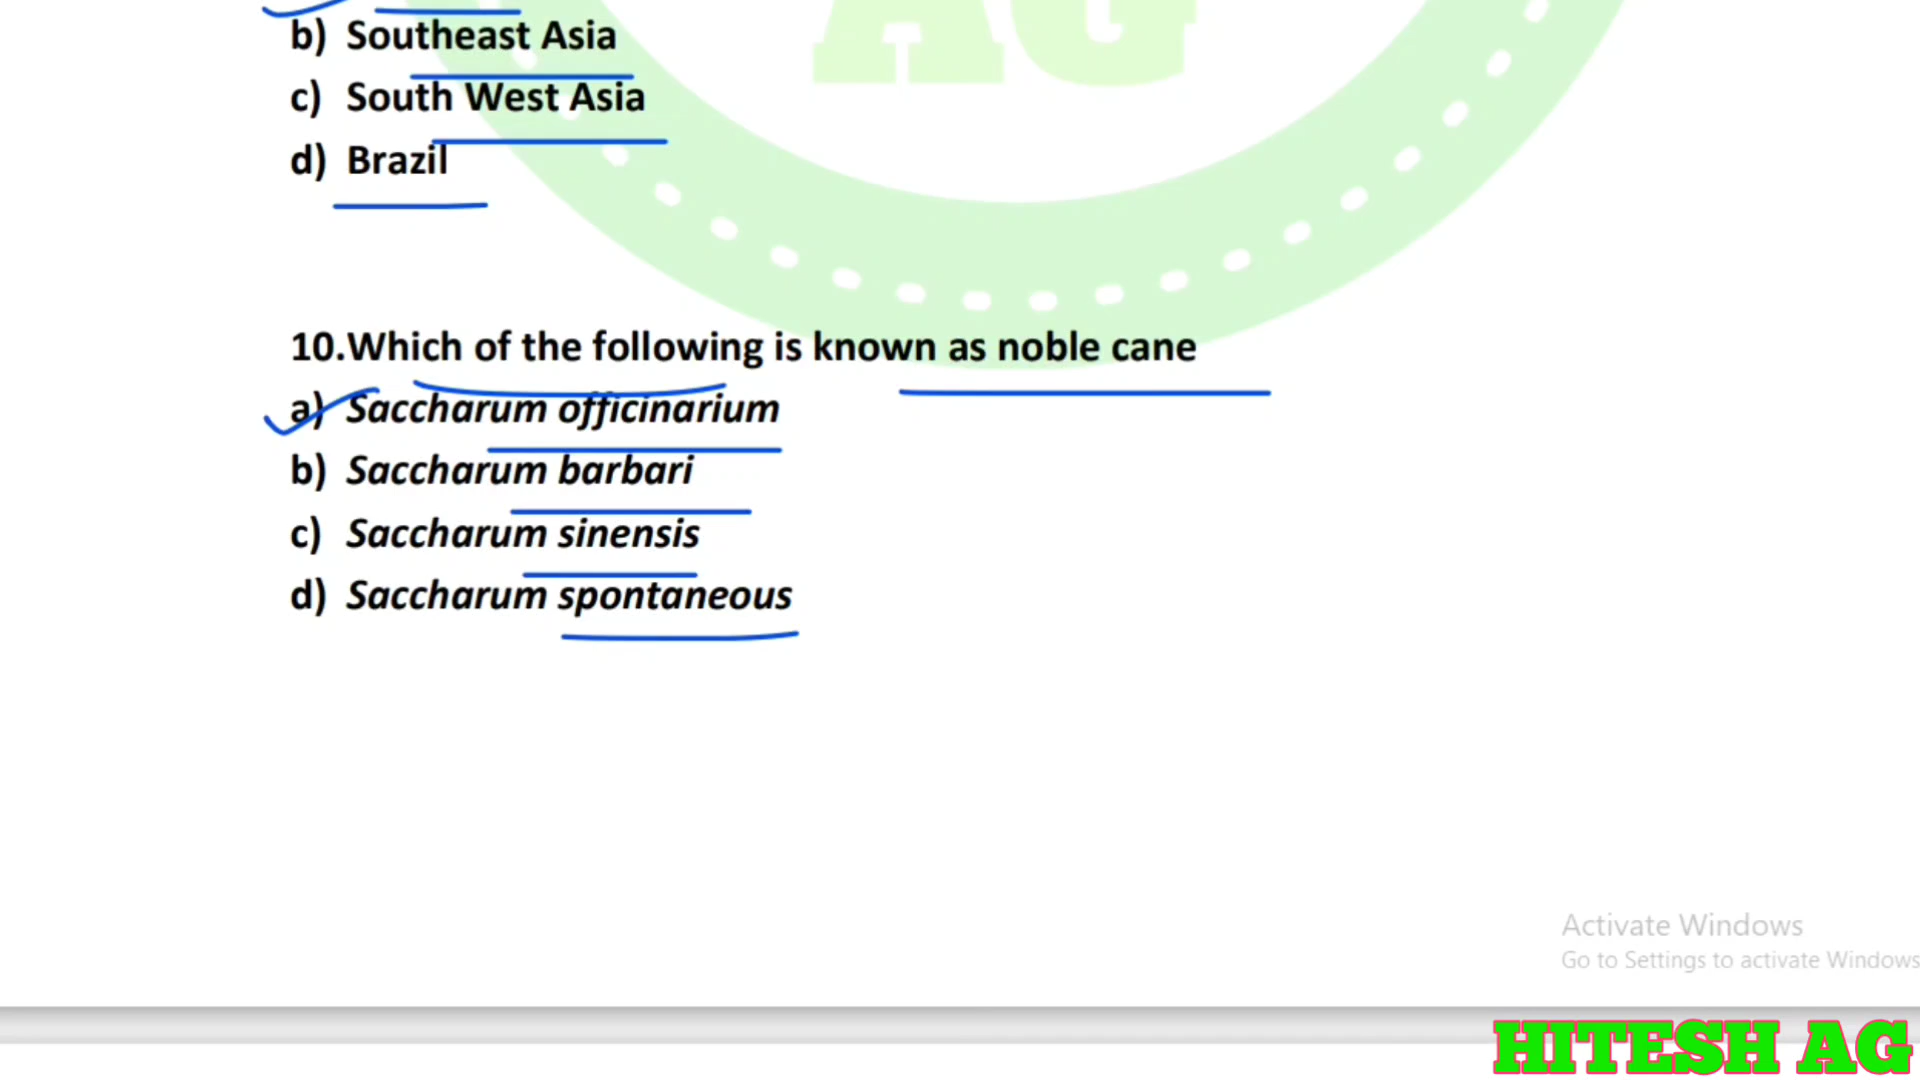 AG
b) Southeast Asia
c) South West Asia
d) Brazil
10.Which of the following is known as noble cane
a) Saccharum officinarium
b) Saccharum barbari
c) Saccharum sinensis
d) Saccharum spontaneous
Activate Windows
Go to Settings to activate Windows
HITESH AG